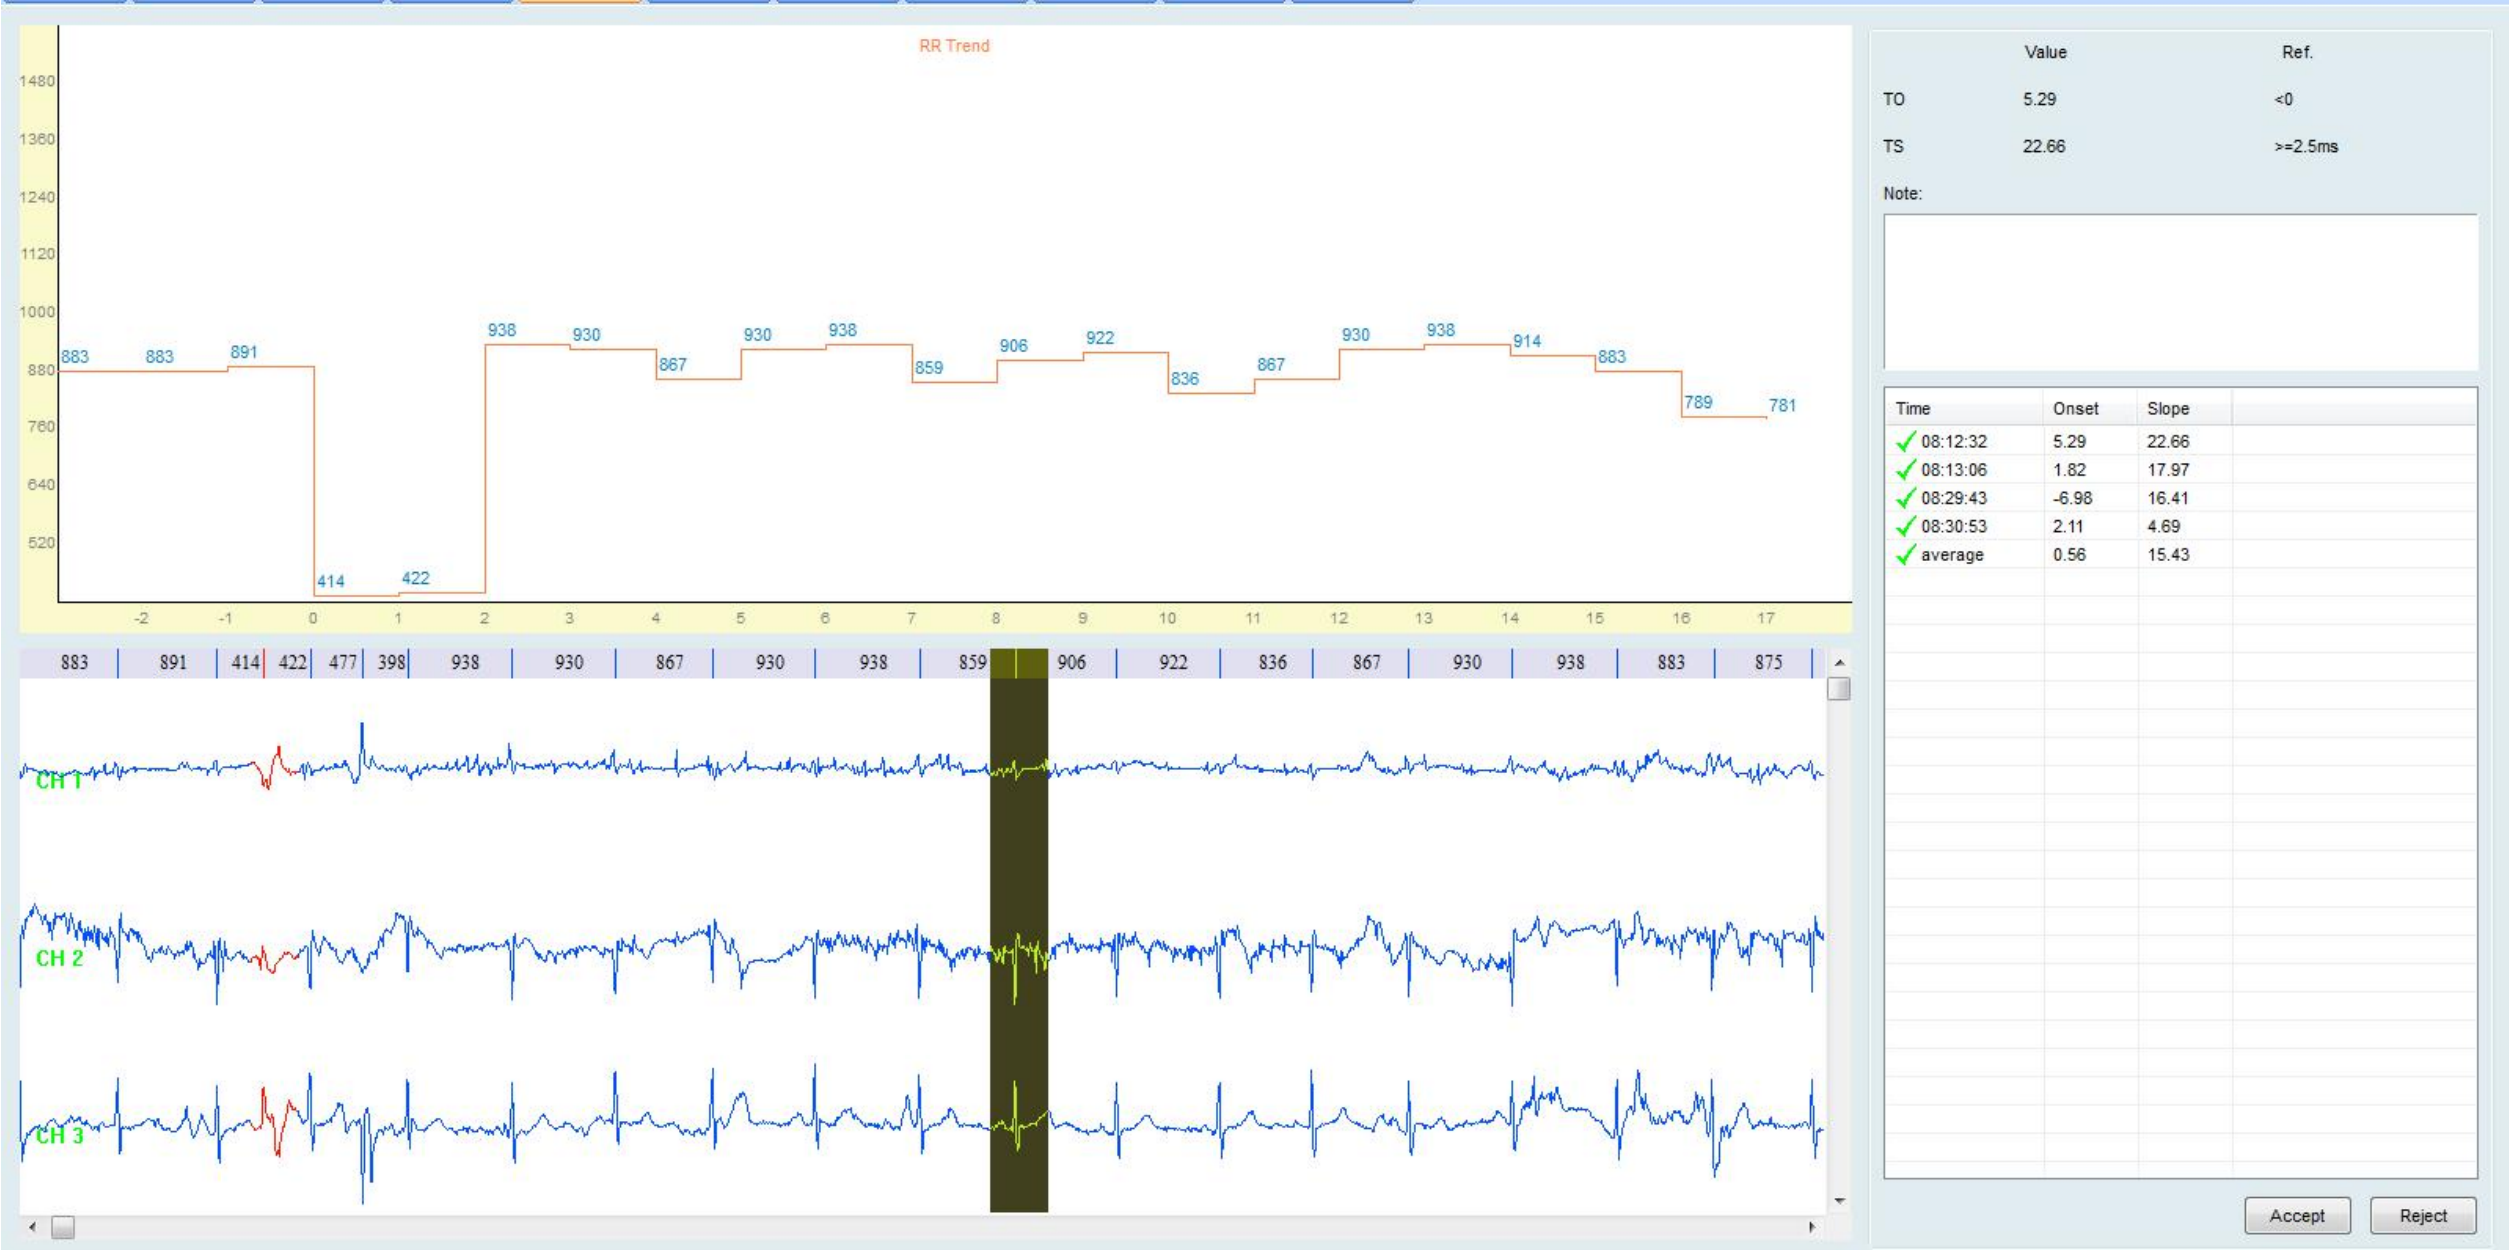 RR Trend
1480
1360
1240
1120
1000
880
760
640
520
883 883 891 414 422 938 930 867 930 938 859 906 922 836 867 930 938 914 883 789 781
-2 -1 0 1 2 3 4 5 6 7 8 9 10 11 12 13 14 15 16 17
883 891 414 422 477 398 938 930 867 930 938 859 906 922 836 867 930 938 883 875
CH 1
CH 2
CH 3
Value Ref.
TO 5.29 <0
TS 22.66 >=2.5ms
Note:
Time Onset Slope
08:12:32 5.29 22.66
08:13:06 1.82 17.97
08:29:43 -6.98 16.41
08:30:53 2.11 4.69
average 0.56 15.43
Accept Reject